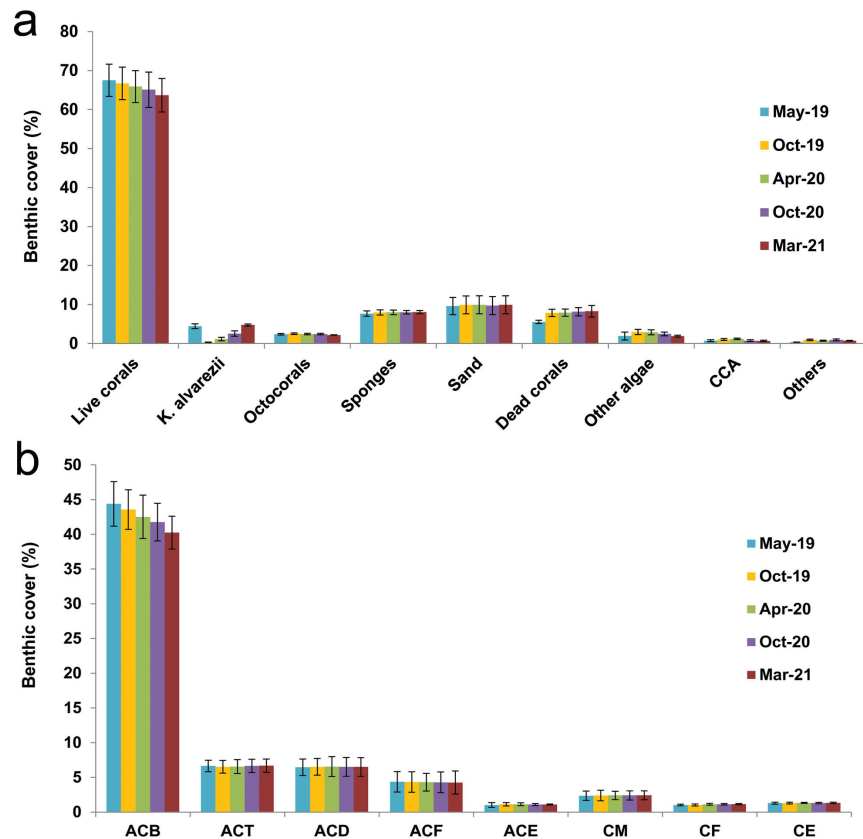 a
80
70
60
50
40
30
20
10
0
Benthic cover (%)
May-19
Oct-19
Apr-20
Oct-20
Mar-21
Live corals
K. alvarezii
Octocorals
Sponges
Sand
Dead corals
Other algae
CCA
Others
b
50
45
40
35
30
25
20
15
10
5
0
Benthic cover (%)
May-19
Oct-19
Apr-20
Oct-20
Mar-21
ACB ACT ACD ACF ACE CM CF CE